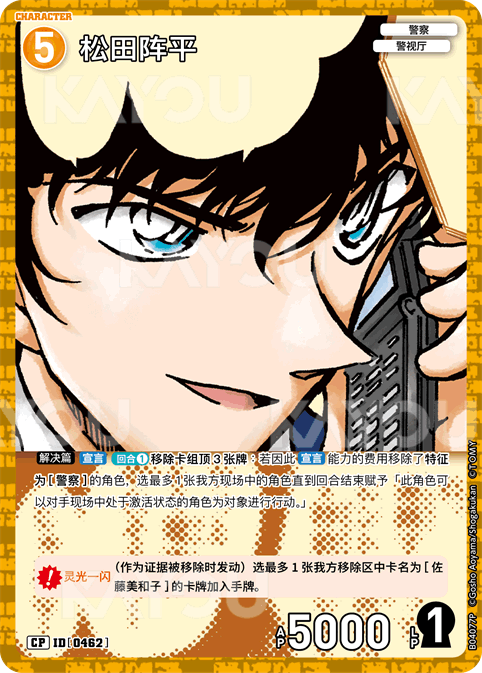 CHARACTER
5 松田阵平
警察
警视厅
KAYOU
KAYOU
KAYOU
解决篇 宣言 回合1 移除卡组顶3张牌：若因此 宣言 能力的费用移除了特征
为［警察］的角色，选最多1张我方现场中的角色直到回合结束赋予「此角色可
以对手现场中处于激活状态的角色为对象进行行动。」
灵光一闪 （作为证据被移除时发动）选最多1张我方移除区中卡名为［佐
藤美和子］的卡牌加入手牌。
CP ID[0462]
AP 5000 LP 1
B04077P ©Gosho Aoyama/Shogakukan ©TOMY